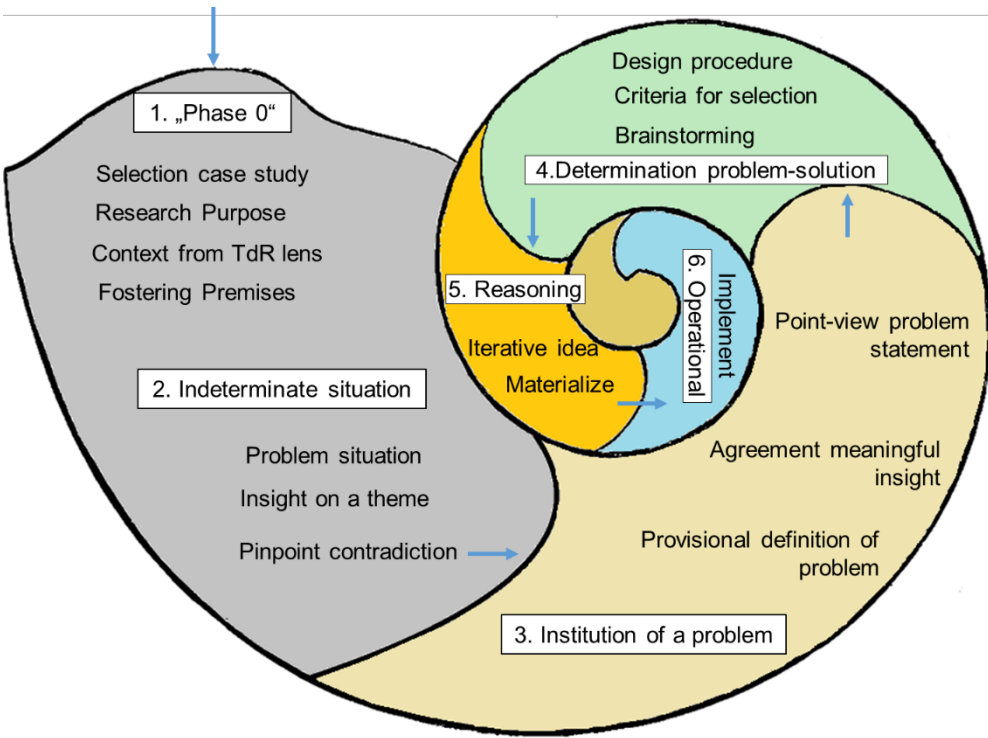 1. „Phase 0“
Selection case study
Research Purpose
Context from TdR lens
Fostering Premises
2. Indeterminate situation
Problem situation
Insight on a theme
Pinpoint contradiction
3. Institution of a problem
Provisional definition of
problem
Agreement meaningful
insight
Point-view problem
statement
Design procedure
Criteria for selection
Brainstorming
4.Determination problem-solution
5. Reasoning
Iterative idea
Materialize
6. Operational
Implement